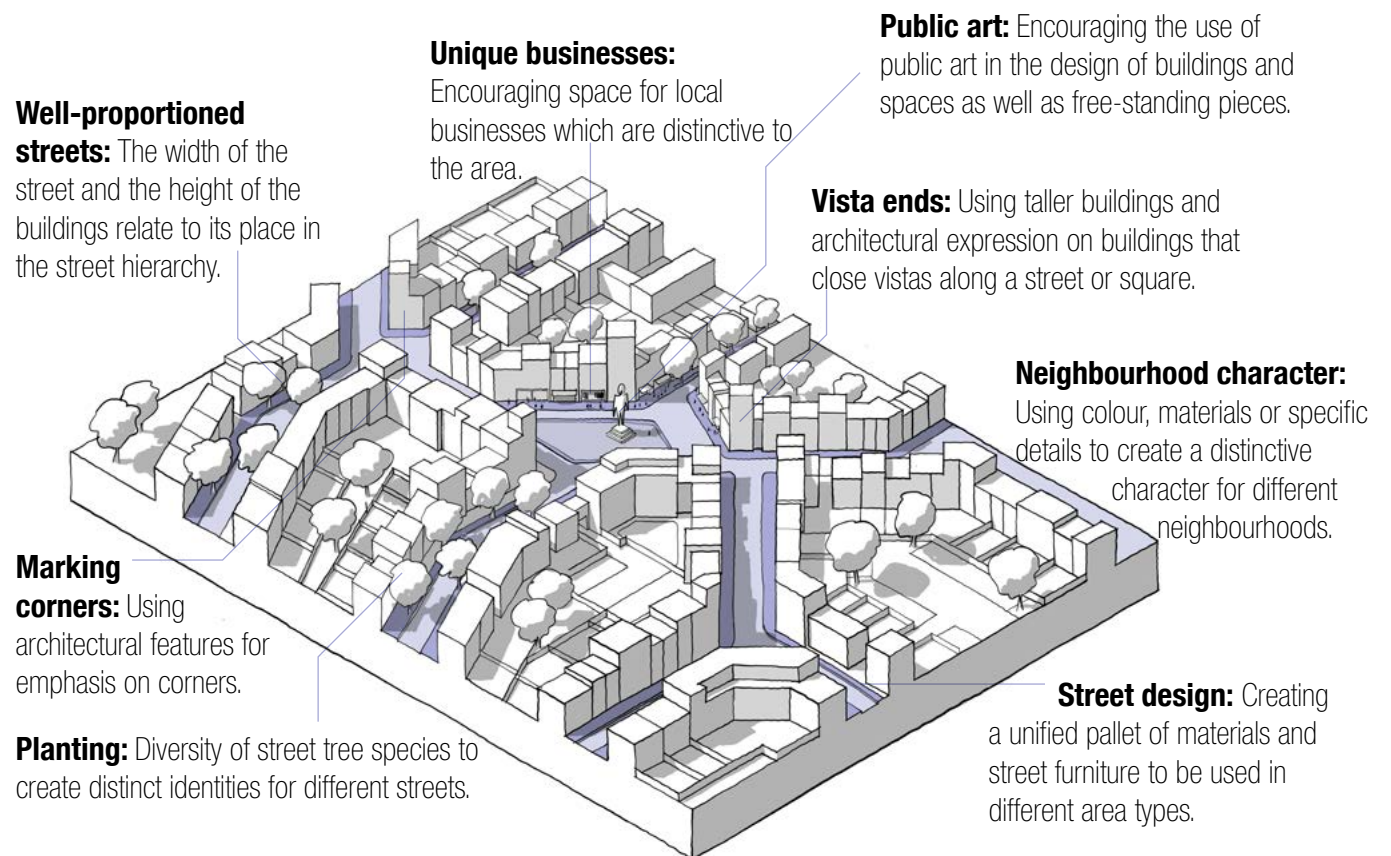 Well-proportioned
streets: The width of the
street and the height of the
buildings relate to its place in
the street hierarchy.
Unique businesses:
Encouraging space for local
businesses which are distinctive to
the area.
Public art: Encouraging the use of
public art in the design of buildings and
spaces as well as free-standing pieces.
Vista ends: Using taller buildings and
architectural expression on buildings that
close vistas along a street or square.
Neighbourhood character:
Using colour, materials or specific
details to create a distinctive
character for different
neighbourhoods.
Marking
corners: Using
architectural features for
emphasis on corners.
Planting: Diversity of street tree species to
create distinct identities for different streets.
Street design: Creating
a unified pallet of materials and
street furniture to be used in
different area types.